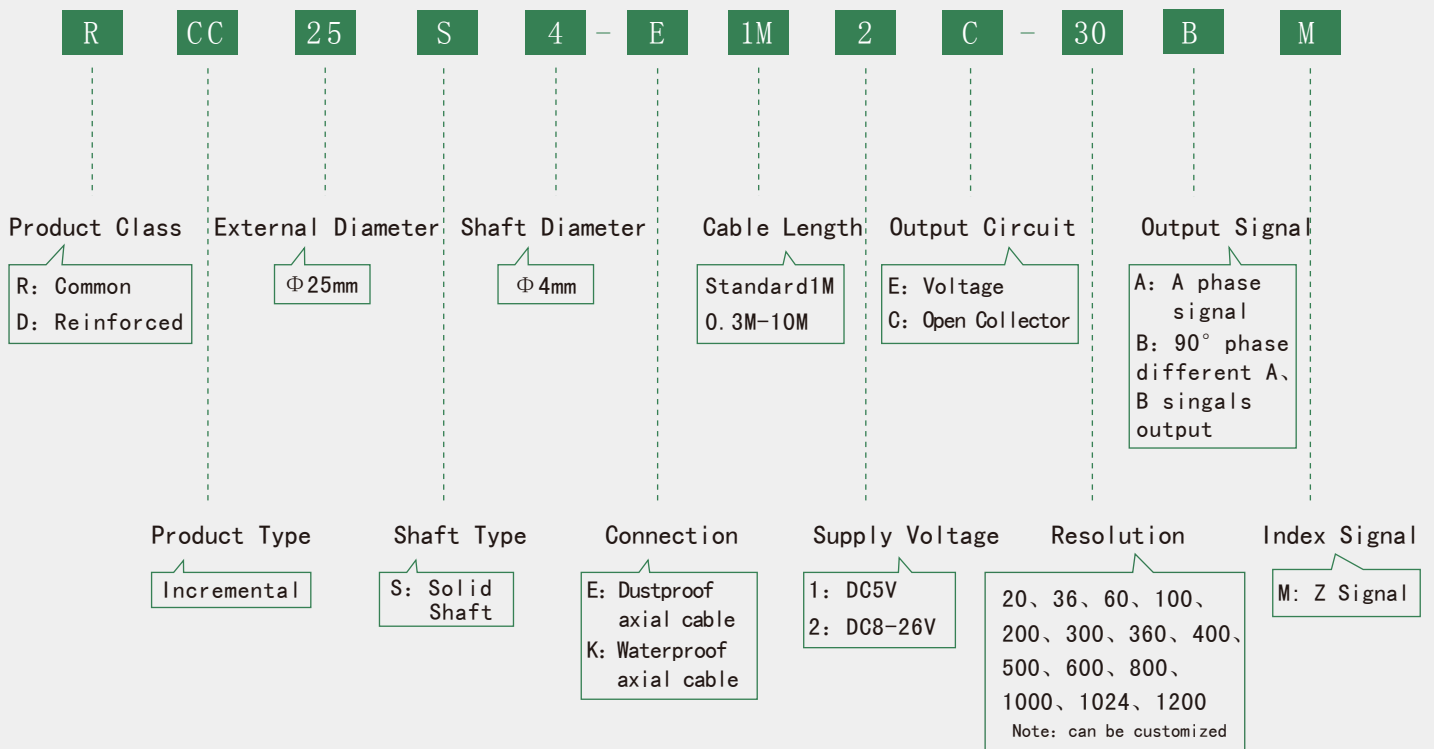 R CC 25 S 4 - E 1M 2 C - 30 B M
Product Class External Diameter Shaft Diameter Cable Length Output Circuit Output Signal
R: Common
D: Reinforced
Φ25mm
Φ4mm
Standard1M
0.3M-10M
E: Voltage
C: Open Collector
A: A phase
signal
B: 90° phase
different A、
B singals
output
Product Type Shaft Type Connection Supply Voltage Resolution Index Signal
Incremental
S: Solid
Shaft
E: Dustproof
axial cable
K: Waterproof
axial cable
1: DC5V
2: DC8-26V
20、36、60、100、
200、300、360、400、
500、600、800、
1000、1024、1200
Note: can be customized
M: Z Signal